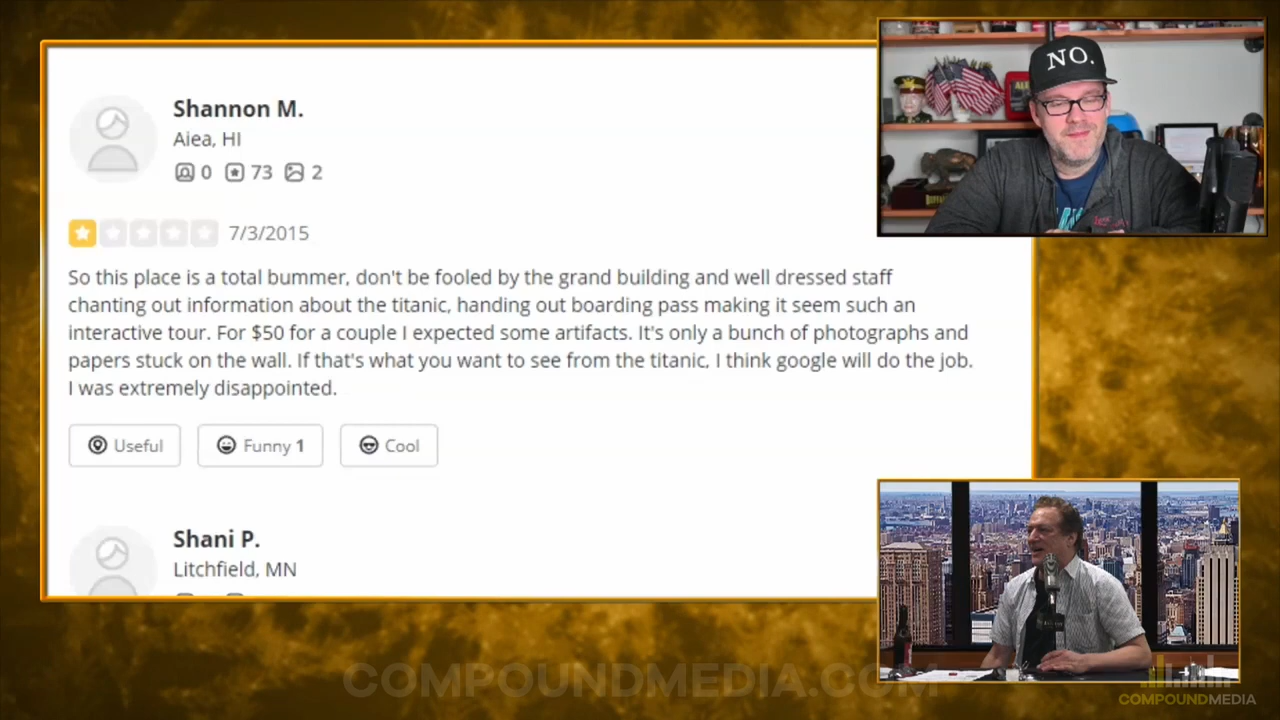 Shannon M.
Aiea, HI
0 73 2
7/3/2015
So this place is a total bummer, don't be fooled by the grand building and well dressed staff
chanting out information about the titanic, handing out boarding pass making it seem such an
interactive tour. For $50 for a couple I expected some artifacts. It's only a bunch of photographs and
papers stuck on the wall. If that's what you want to see from the titanic, I think google will do the job.
I was extremely disappointed.
Useful Funny 1 Cool
Shani P.
Litchfield, MN
NO.
COMPOUNDMEDIA.COM
COMPOUNDMEDIA